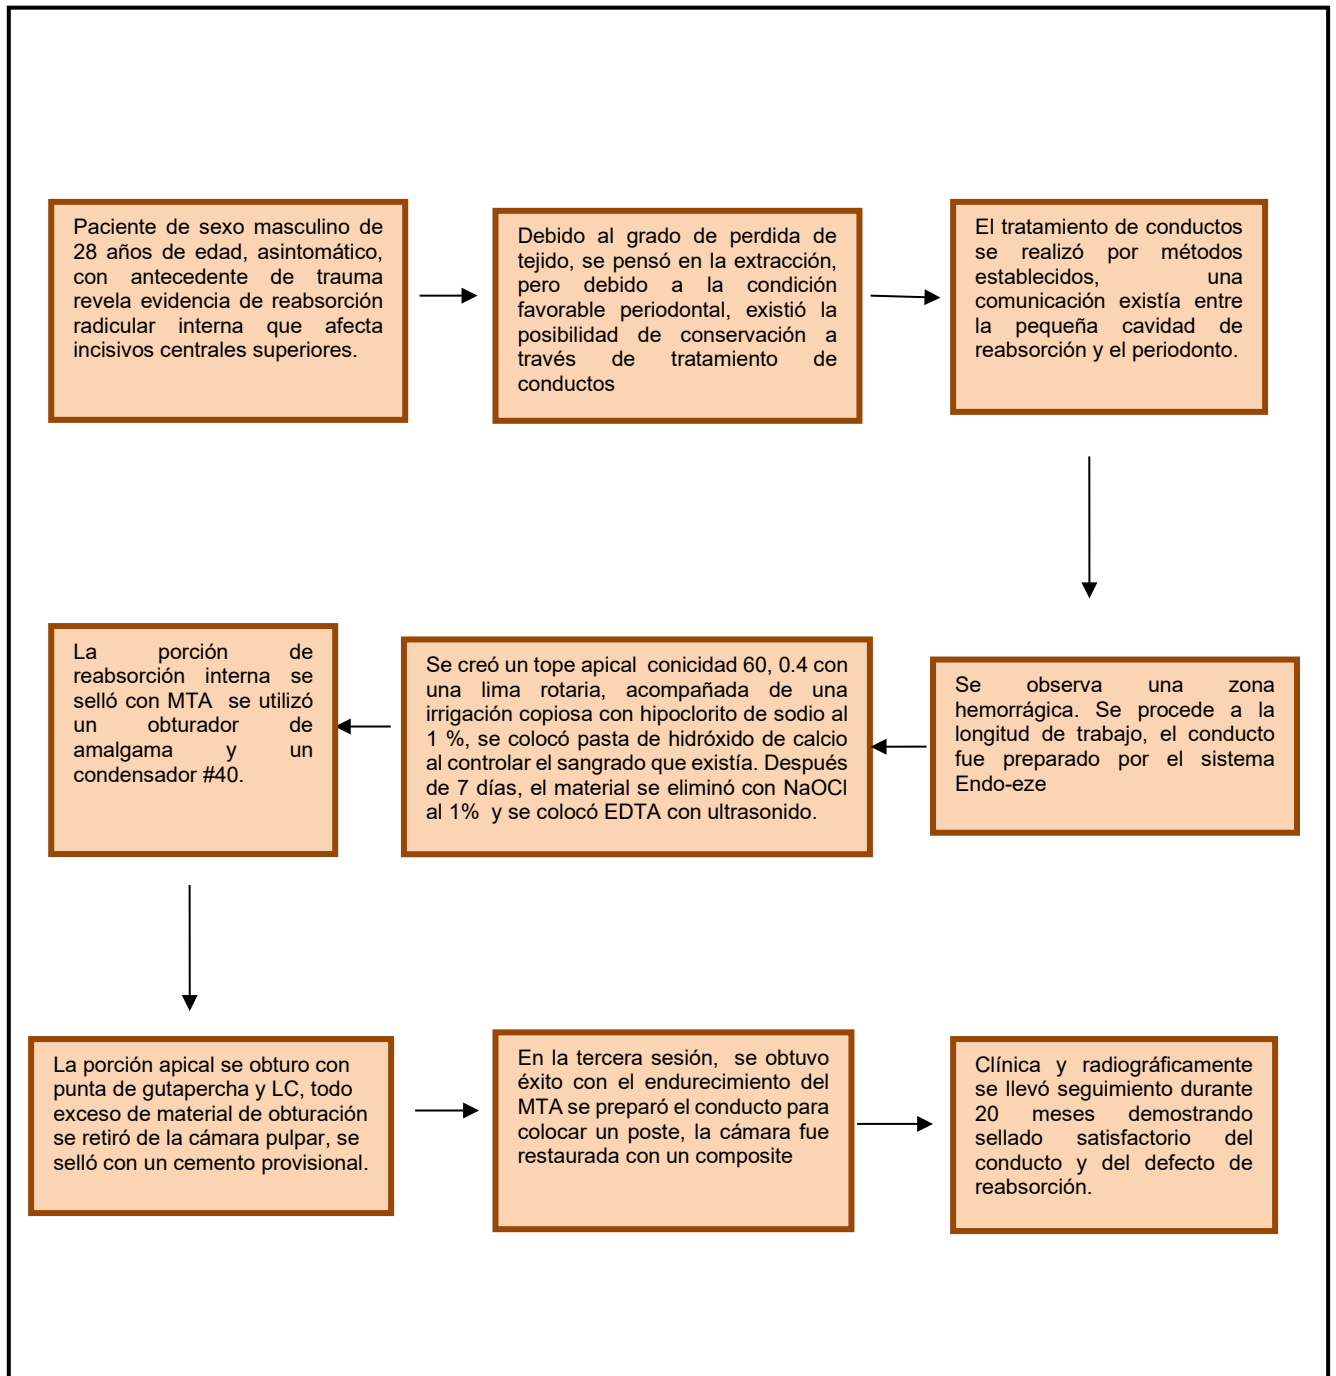 Paciente de sexo masculino de
28 años de edad, asintomático,
con antecedente de trauma
revela evidencia de reabsorción
radicular interna que afecta
incisivos centrales superiores.
Debido al grado de perdida de
tejido, se pensó en la extracción,
pero debido a la condición
favorable periodontal, existió la
posibilidad de conservación a
través de tratamiento de
conductos
El tratamiento de conductos
se realizó por métodos
establecidos, una
comunicación existía entre
la pequeña cavidad de
reabsorción y el periodonto.
Se observa una zona
hemorrágica. Se procede a la
longitud de trabajo, el conducto
fue preparado por el sistema
Endo-eze
Se creó un tope apical conicidad 60, 0.4 con
una lima rotaria, acompañada de una
irrigación copiosa con hipoclorito de sodio al
1 %, se colocó pasta de hidróxido de calcio
al controlar el sangrado que existía. Después
de 7 días, el material se eliminó con NaOCl
al 1% y se colocó EDTA con ultrasonido.
La porción de
reabsorción interna se
selló con MTA se utilizó
un obturador de
amalgama y un
condensador #40.
La porción apical se obturo con
punta de gutapercha y LC, todo
exceso de material de obturación
se retiró de la cámara pulpar, se
selló con un cemento provisional.
En la tercera sesión, se obtuvo
éxito con el endurecimiento del
MTA se preparó el conducto para
colocar un poste, la cámara fue
restaurada con un composite
Clínica y radiográficamente
se llevó seguimiento durante
20 meses demostrando
sellado satisfactorio del
conducto y del defecto de
reabsorción.